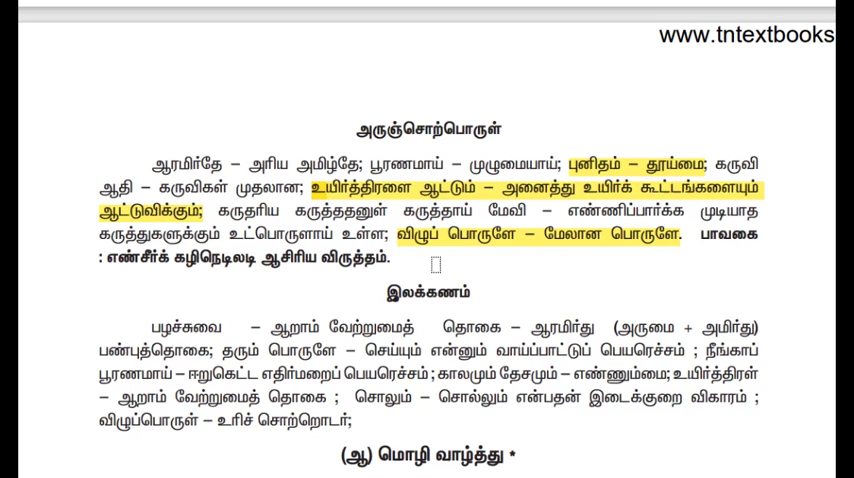 www.tntextbooks
அருஞ்சொற்பொருள்
ஆரமிர்தே – அரிய அமிழ்தே; பூரணமாய் – முழுமையாய்; புனிதம் – தூய்மை; கருவி
ஆதி – கருவிகள் முதலான; உயிர்த்திரளை ஆட்டும் – அனைத்து உயிர்க் கூட்டங்களையும்
ஆட்டுவிக்கும்; கருதரிய கருத்ததனுள் கருத்தாய் மேவி – எண்ணிப்பார்க்க முடியாத
கருத்துகளுக்கும் உட்பொருளாய் உள்ள; விழுப் பொருளே – மேலான பொருளே. பாவகை
: எண்சீர்க் கழிநெடிலடி ஆசிரிய விருத்தம்.
இலக்கணம்
பழச்சுவை – ஆறாம் வேற்றுமைத் தொகை – ஆரமிர்து (அருமை + அமிர்து)
பண்புத்தொகை; தரும் பொருளே – செய்யும் என்னும் வாய்ப்பாட்டுப் பெயரெச்சம் ; நீங்காப்
பூரணமாய் – ஈறுகெட்ட எதிர்மறைப் பெயரெச்சம் ; காலமும் தேசமும் – எண்ணும்மை; உயிர்த்திரள்
– ஆறாம் வேற்றுமைத் தொகை ; சொலும் – சொல்லும் என்பதன் இடைக்குறை விகாரம் ;
விழுப்பொருள் – உரிச் சொற்றொடர்;
(ஆ) மொழி வாழ்த்து *